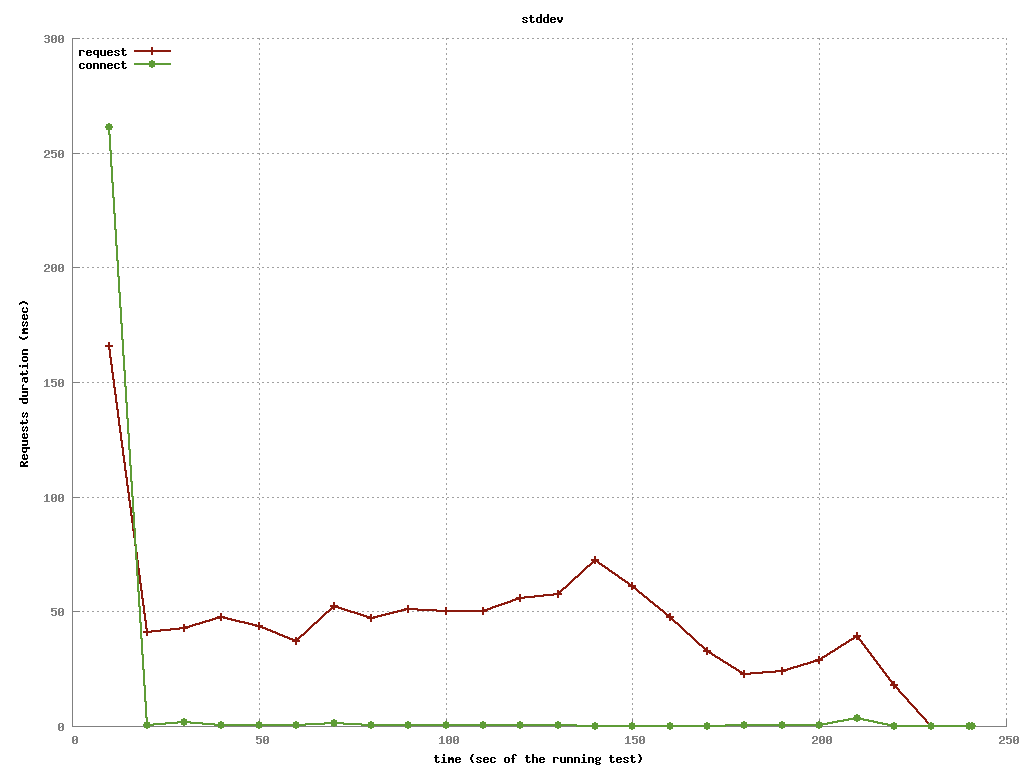 stddev
300
request
connect
250
200
150
100
50
0
Requests duration (msec)
0 50 100 150 200 250
time (sec of the running test)